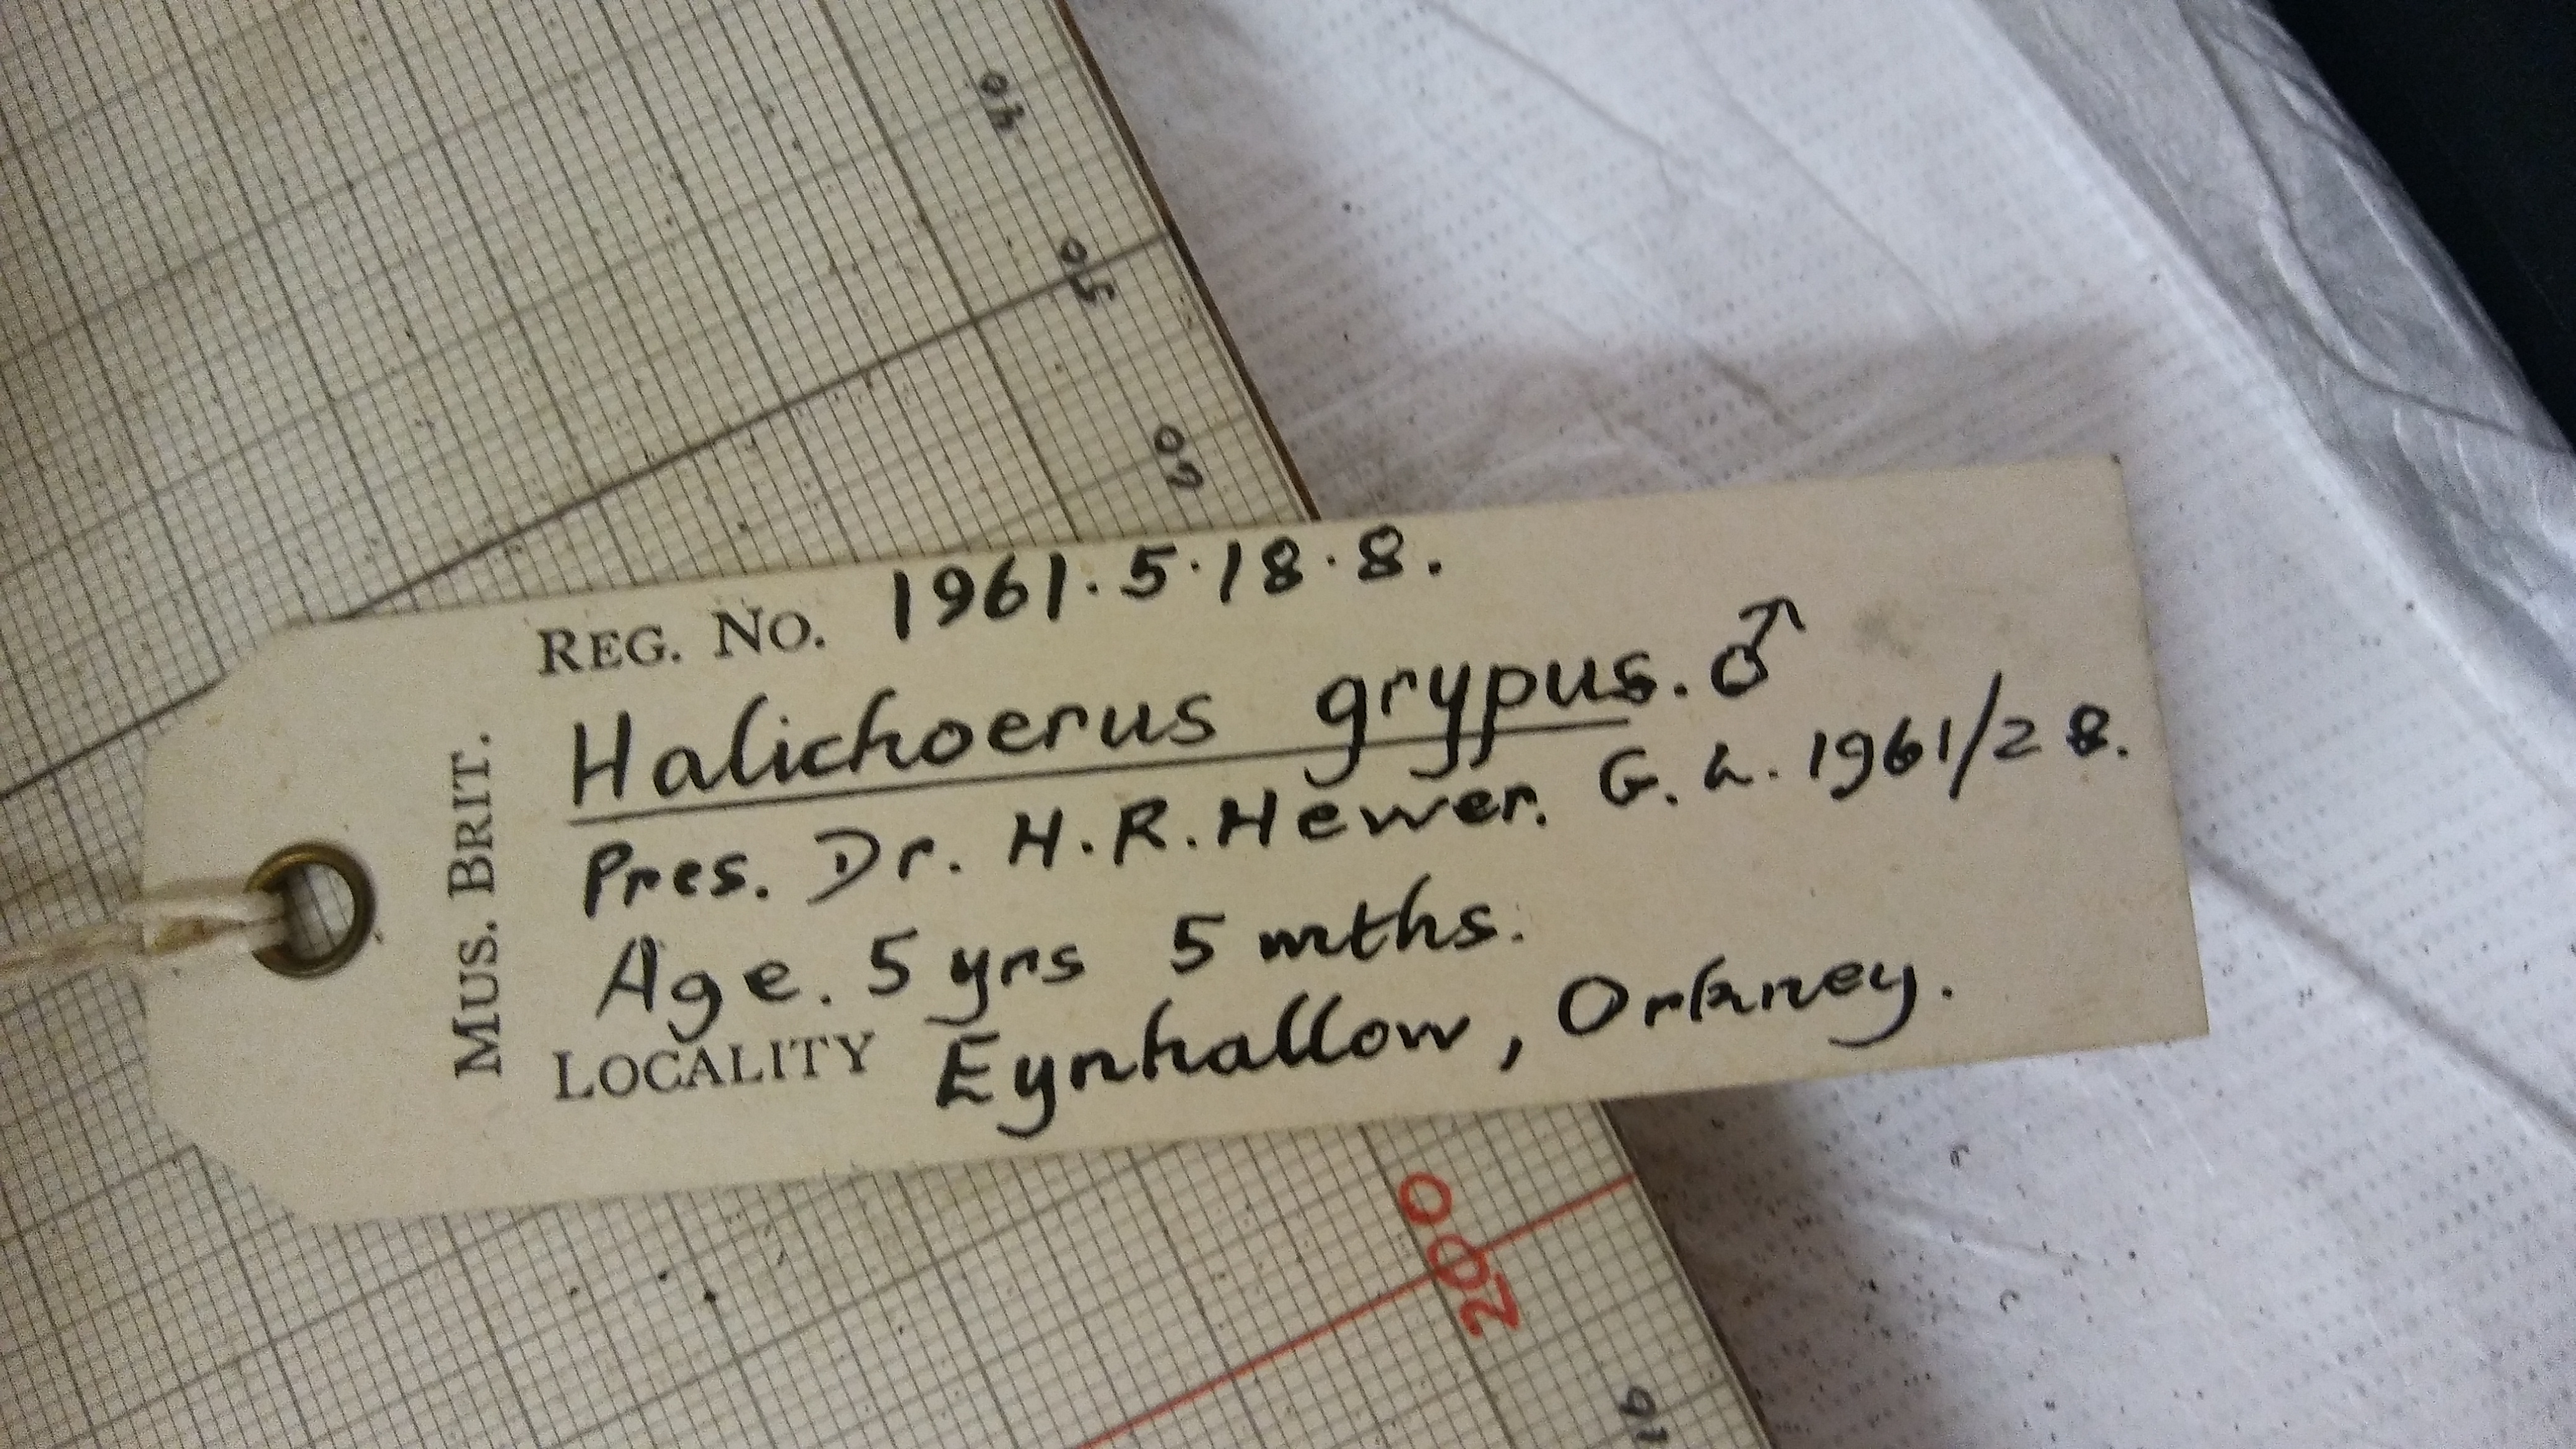 MUS. BRIT.
REG. NO. 1961.5.18.8.
Halichoerus grypus. ♂
Pres. Dr. H.R. Hewer. G.L. 1961/28.
Age. 5 yrs 5 mths.
LOCALITY Eynhallow, Orkney.
40
50
60
200